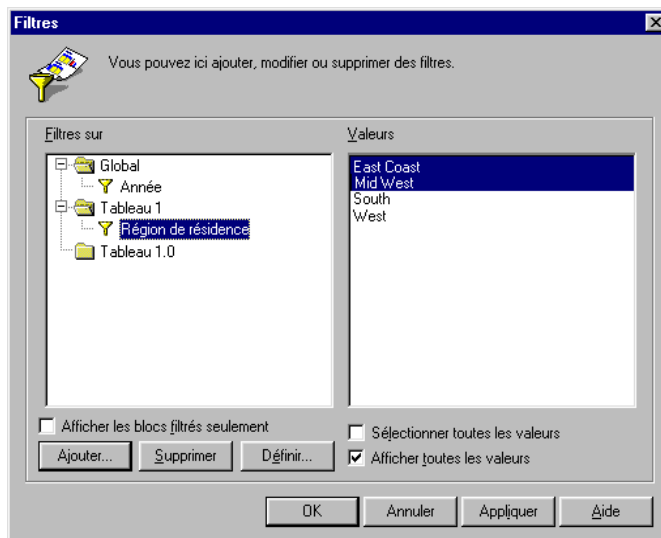 Filtres
Vous pouvez ici ajouter, modifier ou supprimer des filtres.
Filtres sur
Global
Année
Tableau 1
Région de résidence
Tableau 1.0
Valeurs
East Coast
Mid West
South
West
Afficher les blocs filtrés seulement
Ajouter... Supprimer Définir...
Sélectionner toutes les valeurs
Afficher toutes les valeurs
OK Annuler Appliquer Aide